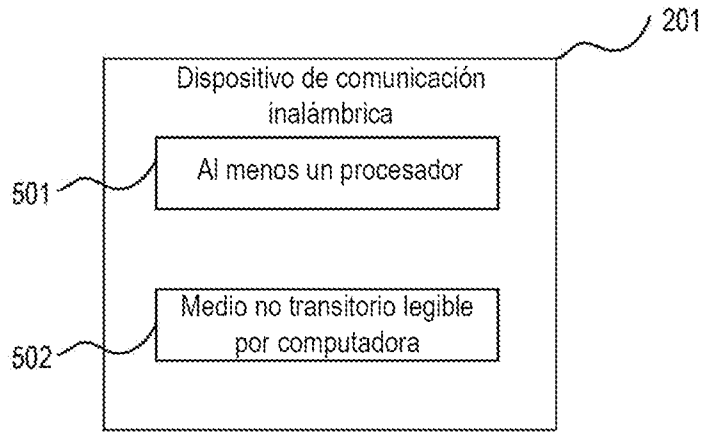 201
Dispositivo de comunicación
inalámbrica
Al menos un procesador
501
Medio no transitorio legible
por computadora
502